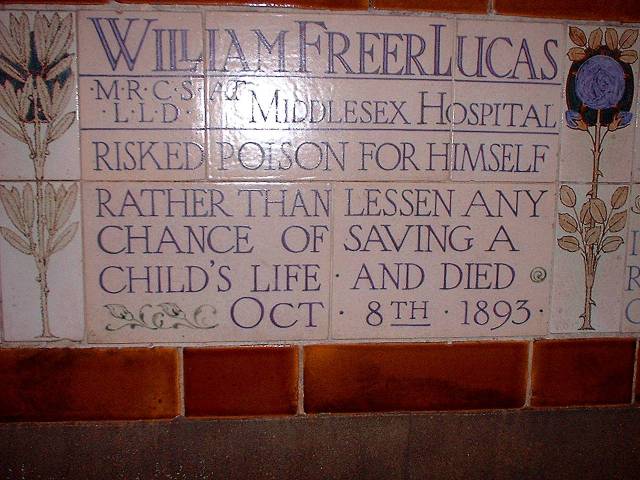 WILLIAM FREER LUCAS
M·R·C·S· AT MIDDLESEX HOSPITAL
·L·L·D·
RISKED POISON FOR HIMSELF
RATHER THAN LESSEN ANY
CHANCE OF SAVING A
CHILD'S LIFE · AND DIED
OCT · 8TH · 1893 ·